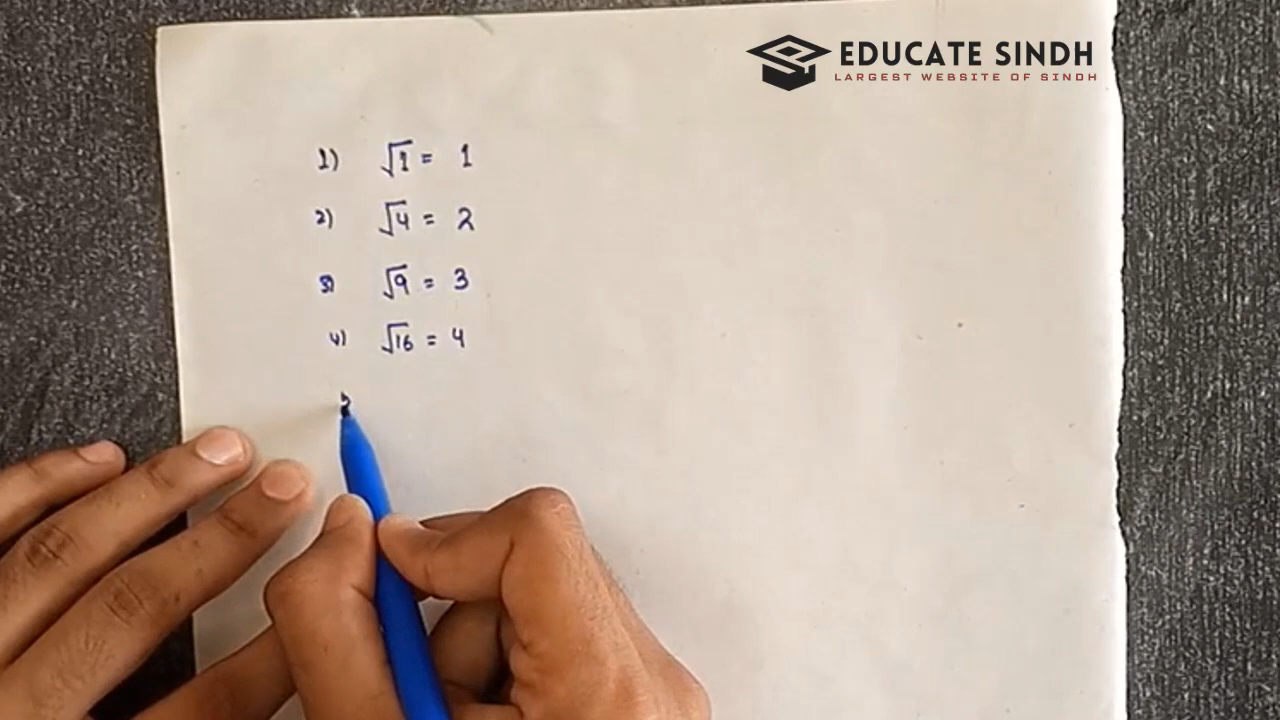 EDUCATE SINDH
LARGEST WEBSITE OF SINDH
1) √1 = 1
2) √4 = 2
3) √9 = 3
4) √16 = 4